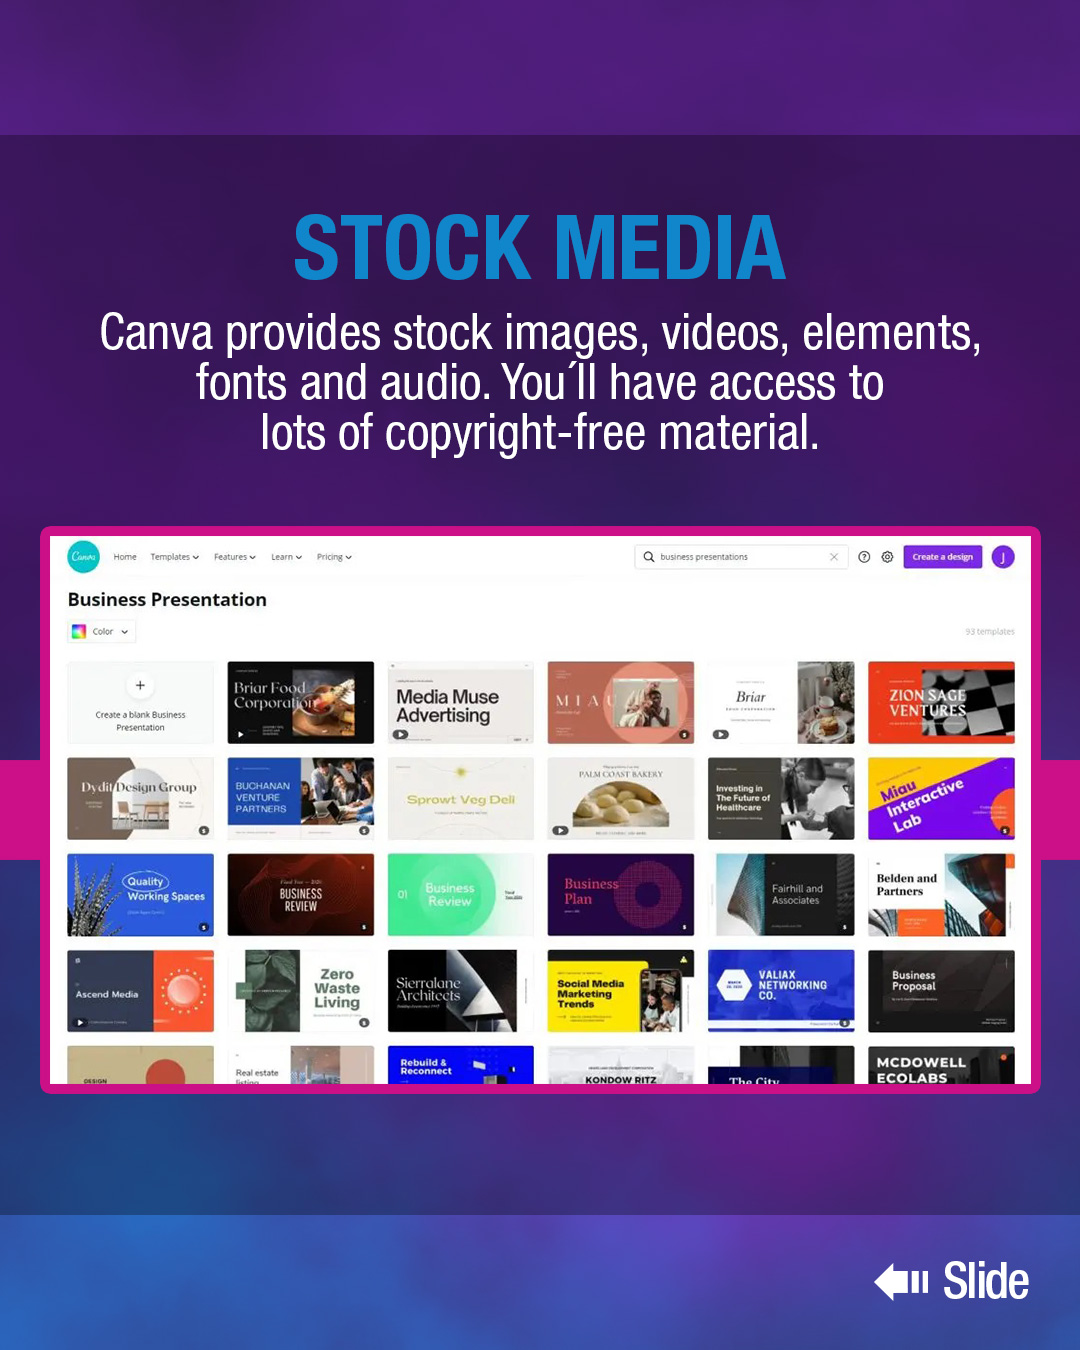 STOCK MEDIA
Canva provides stock images, videos, elements,
fonts and audio. You´ll have access to
lots of copyright-free material.
Canva
Home Templates Features Learn Pricing
business presentations
Create a design
J
Business Presentation
Color
93 templates
Create a blank Business
Presentation
Briar Food
Corporation
Media Muse
Advertising
MIAU
Briar
ZION SAGE
VENTURES
Dydit Design Group
BUCHANAN
VENTURE
PARTNERS
Sprowt Veg Deli
PALM COAST BAKERY
Investing in
The Future of
Healthcare
Miau
Interactive
Lab
Quality
Working Spaces
BUSINESS
REVIEW
01
Business
Review
Business
Plan
Fairhill and
Associates
Belden and
Partners
Ascend Media
Zero
Waste
Living
Sierralane
Architects
Social Media
Marketing
Trends
VALIAX
NETWORKING
CO.
Business
Proposal
DESIGN
Real estate
listing
Rebuild &
Reconnect
KONDOW RITZ
The City
MCDOWELL
ECOLABS
Slide